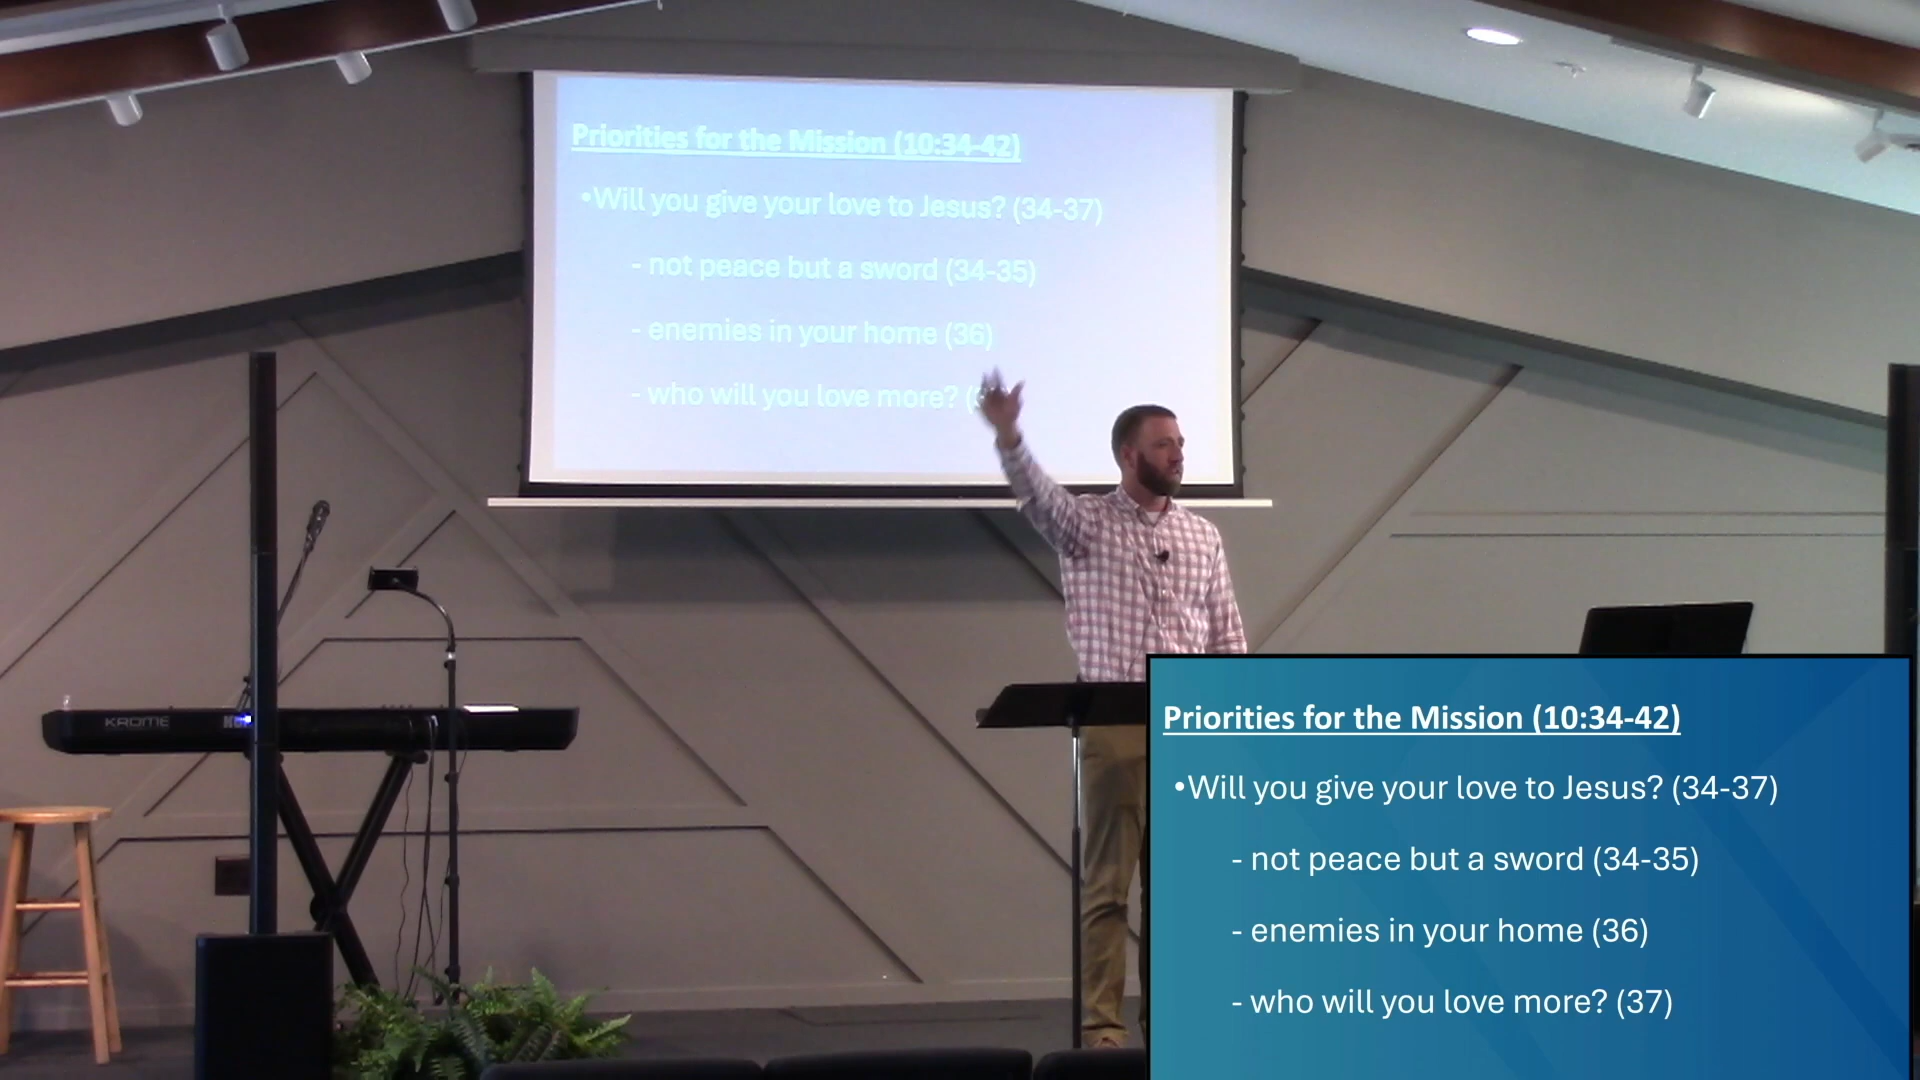 Priorities for the Mission (10:34-42)
•Will you give your love to Jesus? (34-37)
- not peace but a sword (34-35)
- enemies in your home (36)
- who will you love more? (
KROME
Priorities for the Mission (10:34-42)
•Will you give your love to Jesus? (34-37)
- not peace but a sword (34-35)
- enemies in your home (36)
- who will you love more? (37)